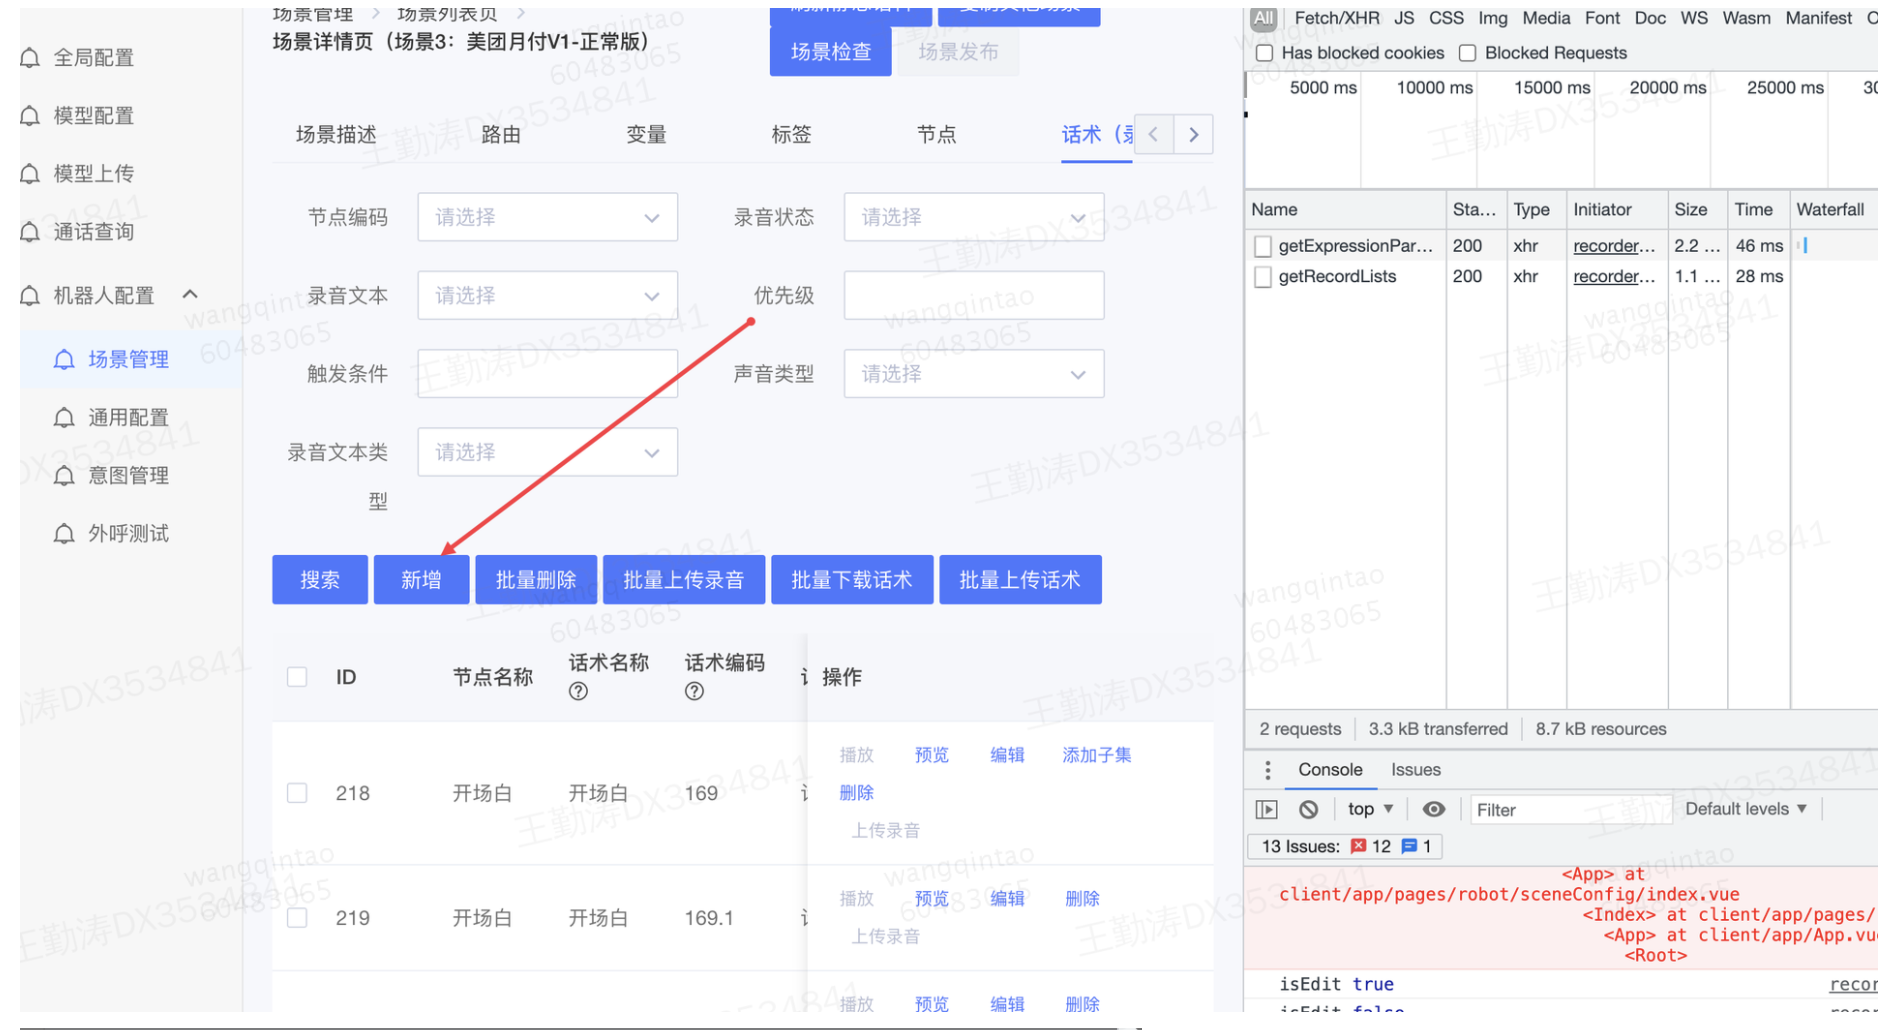 场景管理 > 场景列表页 >
场景详情页（场景3：美团月付V1-正常版）
场景检查
场景发布
全局配置
模型配置
模型上传
通话查询
机器人配置
场景管理
通用配置
意图管理
外呼测试
场景描述
路由
变量
标签
节点
话术（
节点编码
请选择
录音状态
请选择
录音文本
请选择
优先级
触发条件
声音类型
请选择
录音文本类
型
请选择
搜索
新增
批量删除
批量上传录音
批量下载话术
批量上传话术
ID
节点名称
话术名称
话术编码
操作
218
开场白
开场白
169
播放
预览
编辑
添加子集
删除
上传录音
219
开场白
开场白
169.1
播放
预览
编辑
删除
上传录音
播放
预览
编辑
删除
All Fetch/XHR JS CSS Img Media Font Doc WS Wasm Manifest
Has blocked cookies Blocked Requests
5000 ms 10000 ms 15000 ms 20000 ms 25000 ms
Name Sta... Type Initiator Size Time Waterfall
getExpressionPar... 200 xhr recorder... 2.2 ... 46 ms
getRecordLists 200 xhr recorder... 1.1 ... 28 ms
2 requests 3.3 kB transferred 8.7 kB resources
Console Issues
top Filter Default levels
13 Issues: 12 1
<App> at
client/app/pages/robot/sceneConfig/index.vue
<Index> at client/app/pages/
<App> at client/app/App.vu
<Root>
isEdit true recor
王勤涛DX3534841
wangqintao
60483065